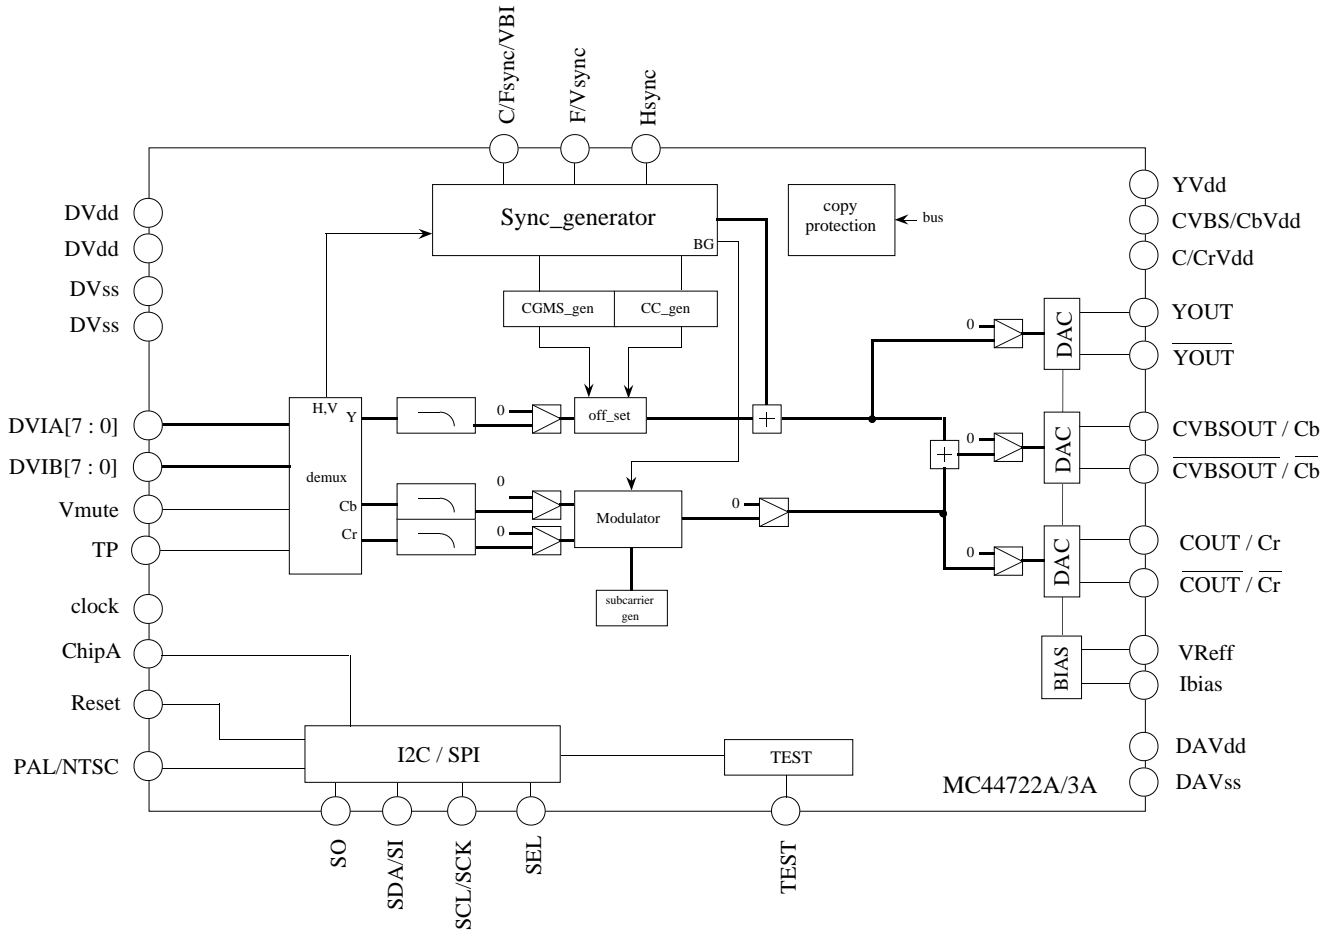 C/Fsync/VBI
F/Vsync
Hsync
DVdd
DVdd
DVss
DVss
DVIA[7 : 0]
DVIB[7 : 0]
Vmute
TP
clock
ChipA
Reset
PAL/NTSC
Sync_generator
BG
copy
protection
bus
CGMS_gen
CC_gen
H,V
Y
demux
Cb
Cr
0
off_set
0
0
Modulator
subcarrier
gen
+
0
+
0
0
0
DAC
DAC
DAC
BIAS
YVdd
CVBS/CbVdd
C/CrVdd
YOUT
YOUT
CVBSOUT / Cb
CVBSOUT / Cb
COUT / Cr
COUT / Cr
VReff
Ibias
DAVdd
DAVss
I2C / SPI
TEST
MC44722A/3A
SO
SDA/SI
SCL/SCK
SEL
TEST